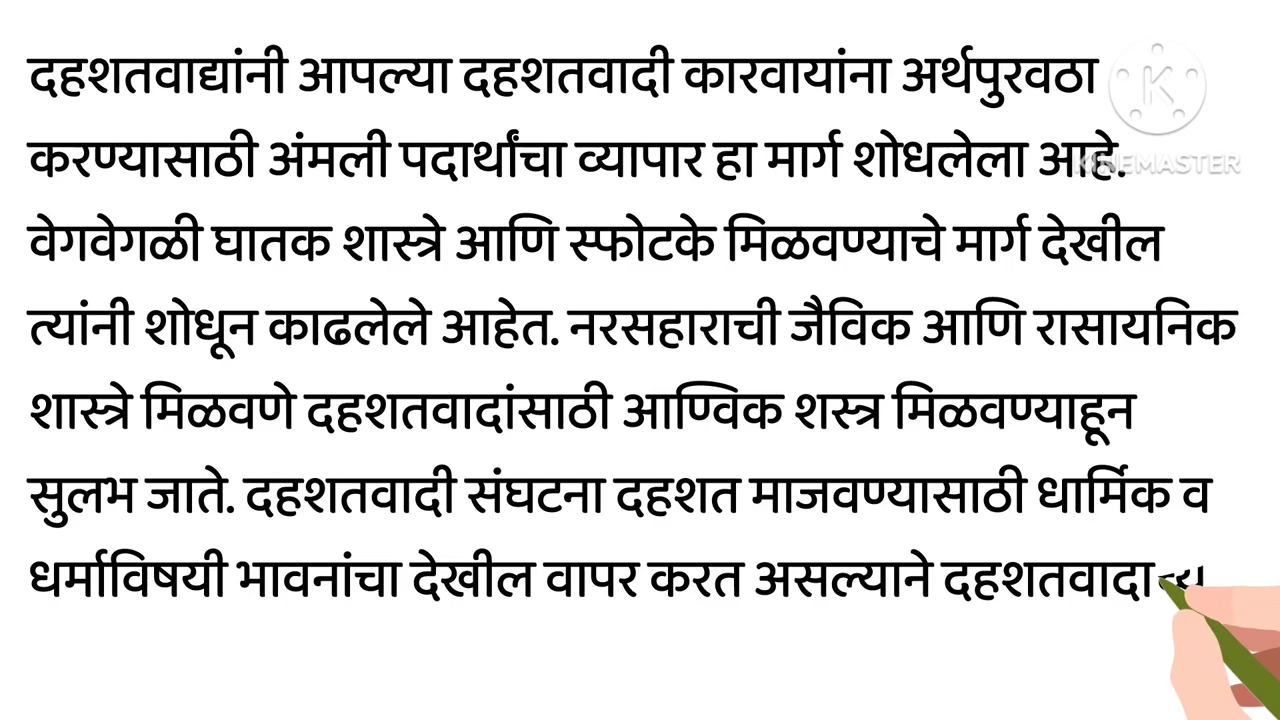 दहशतवाद्यांनी आपल्या दहशतवादी कारवायांना अर्थपुरवठा
करण्यासाठी अंमली पदार्थांचा व्यापार हा मार्ग शोधलेला आहे.
वेगवेगळी घातक शास्त्रे आणि स्फोटके मिळवण्याचे मार्ग देखील
त्यांनी शोधून काढलेले आहेत. नरसहाराची जैविक आणि रासायनिक
शास्त्रे मिळवणे दहशतवादांसाठी आण्विक शस्त्र मिळवण्याहून
सुलभ जाते. दहशतवादी संघटना दहशत माजवण्यासाठी धार्मिक व
धर्माविषयी भावनांचा देखील वापर करत असल्याने
K
KINEMASTER